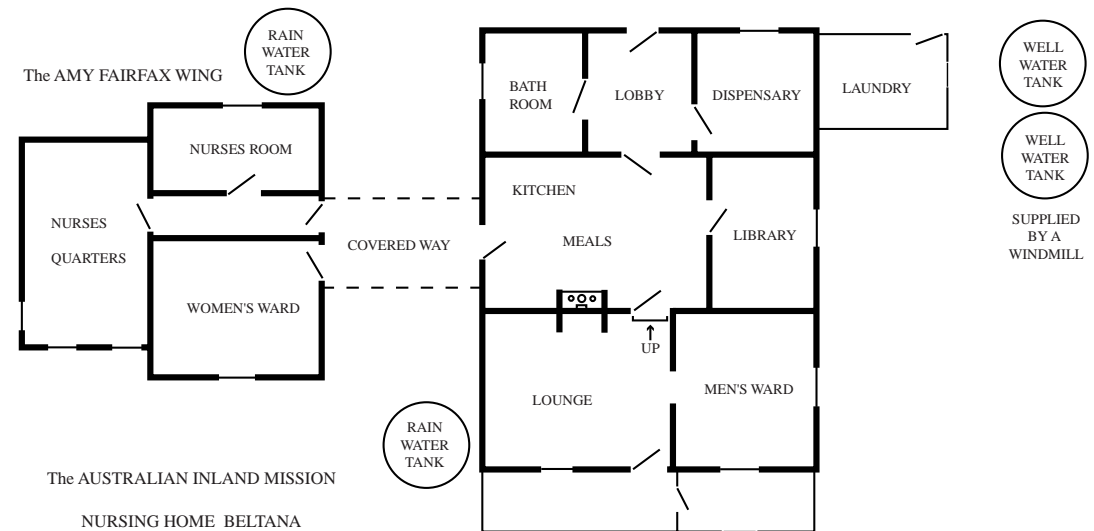 RAIN
WATER
TANK
The AMY FAIRFAX WING
NURSES ROOM
NURSES
QUARTERS
WOMEN'S WARD
COVERED WAY
BATH
ROOM
LOBBY
DISPENSARY
LAUNDRY
WELL
WATER
TANK
WELL
WATER
TANK
SUPPLIED
BY A
WINDMILL
KITCHEN
MEALS
LIBRARY
UP
LOUNGE
MEN'S WARD
RAIN
WATER
TANK
The AUSTRALIAN INLAND MISSION
NURSING HOME BELTANA